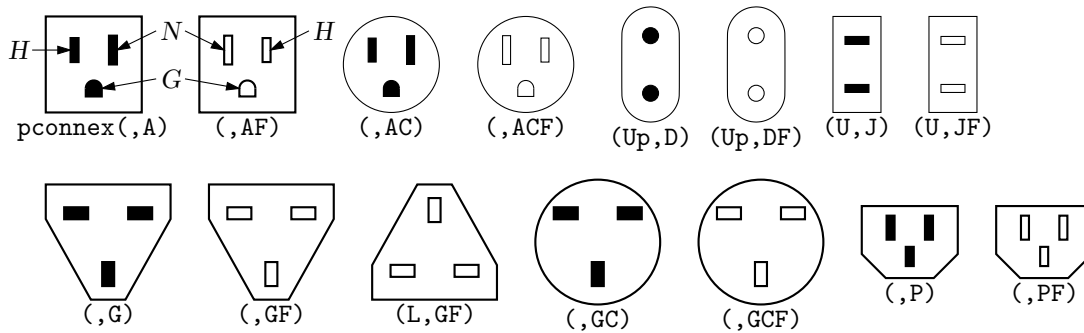 H N H
G
pconnex(,A) (,AF) (,AC) (,ACF) (Up,D) (Up,DF) (U,J) (U,JF)
(,G) (,GF) (L,GF) (,GC) (,GCF) (,P) (,PF)